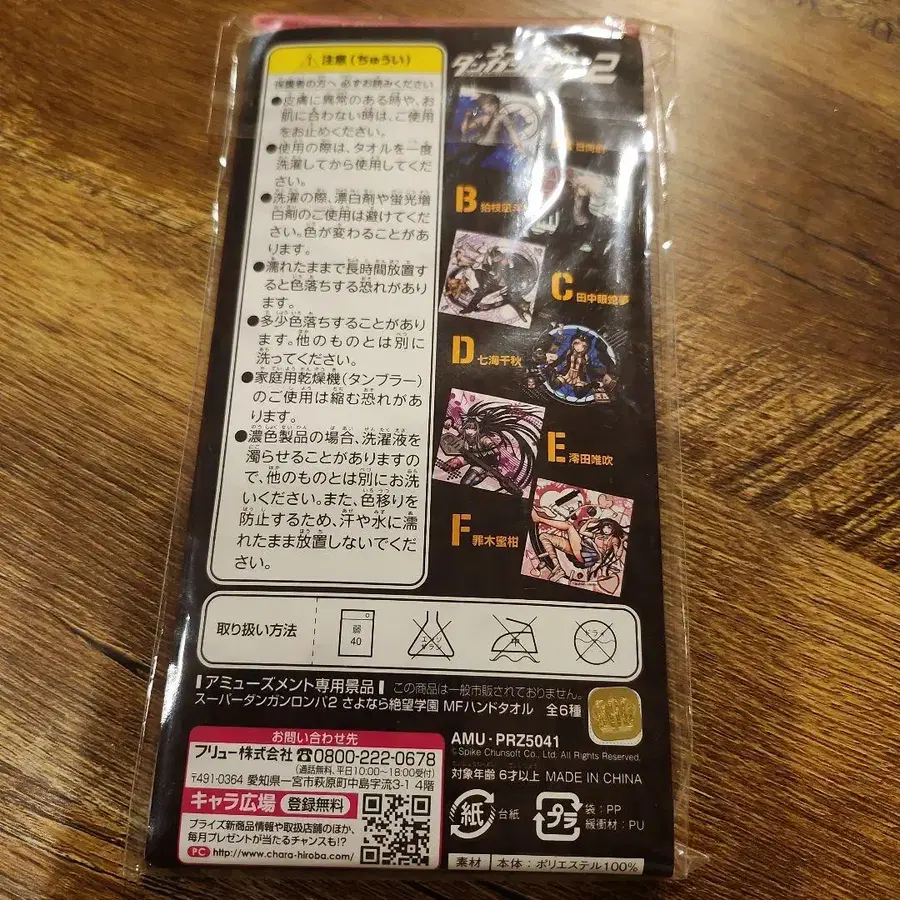 注意(ちゅうい)
保護者の方へ 必ずお読みください
●皮膚に異常のある時や、お
肌に合わない時は、ご使用
をお止めください。
●使用の際は、タオルを一度
洗濯してから使用してくだ
さい。
●洗濯の際、漂白剤や蛍光増
白剤のご使用は避けてくだ
さい。色が変わることがあ
ります。
●濡れたままで長時間放置す
ると色落ちする恐れがあり
ます。
●多少色落ちすることがあり
ます。他のものとは別に
洗ってください。
●家庭用乾燥機(タンブラー)
のご使用は縮む恐れがあ
ります。
●濃色製品の場合、洗濯液を
濁らせることがありますの
で、他のものとは別にお洗
いください。また、色移りを
防止するため、汗や水に濡
れたまま放置しないでくだ
さい。
2
B
C 田中眼蛇夢
D 七海千秋
E 澪田唯吹
F 罪木蜜柑
取り扱い方法
弱
40
エンソ
サラシ
中
ドライ
アミューズメント専用景品 この商品は一般市販されておりません。
スーパーダンガンロンパ2 さよなら絶望学園 MFハンドタオル 全6種
お問い合わせ先
フリュー株式会社 ☎0800-222-0678
(通話無料、平日10:00~18:00受付)
〒491-0364 愛知県一宮市萩原町中島字流3-1 4階
キャラ広場 登録無料
プライズ新商品情報や取扱店舗のほか、
毎月プレゼントが当たるチャンスも!?
PC http://www.chara-hiroba.com/
AMU・PRZ5041
©Spike Chunsoft Co., Ltd. All Rights Reserved.
対象年齢 6才以上 MADE IN CHINA
紙 台紙
プラ 袋:PP
緩衝材:PU
素材 本体:ポリエステル100%